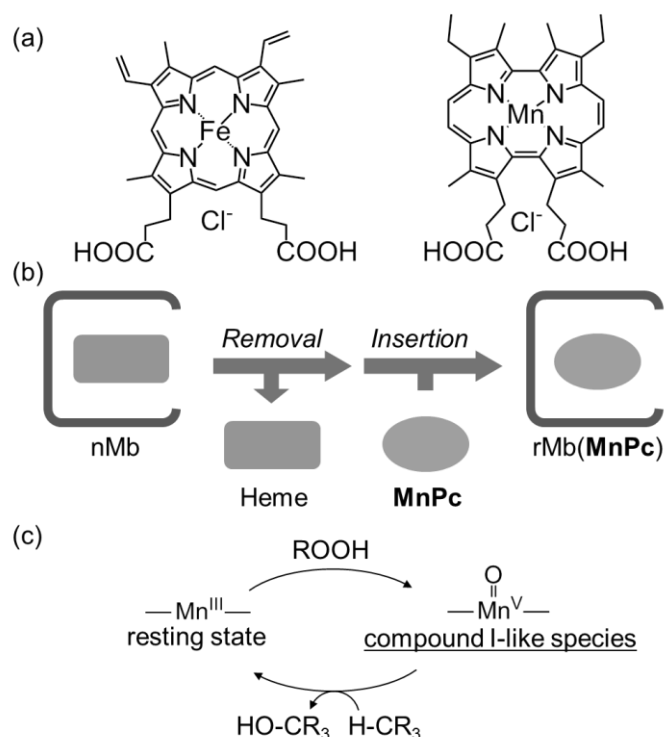 (a)
N N
Fe
N N
Cl-
HOOC COOH
N N
Mn
N N
Cl-
HOOC COOH
(b)
Removal Insertion
nMb
Heme
MnPc
rMb(MnPc)
(c)
ROOH
O
MnIII
MnV
resting state
compound I-like species
HO-CR3 H-CR3